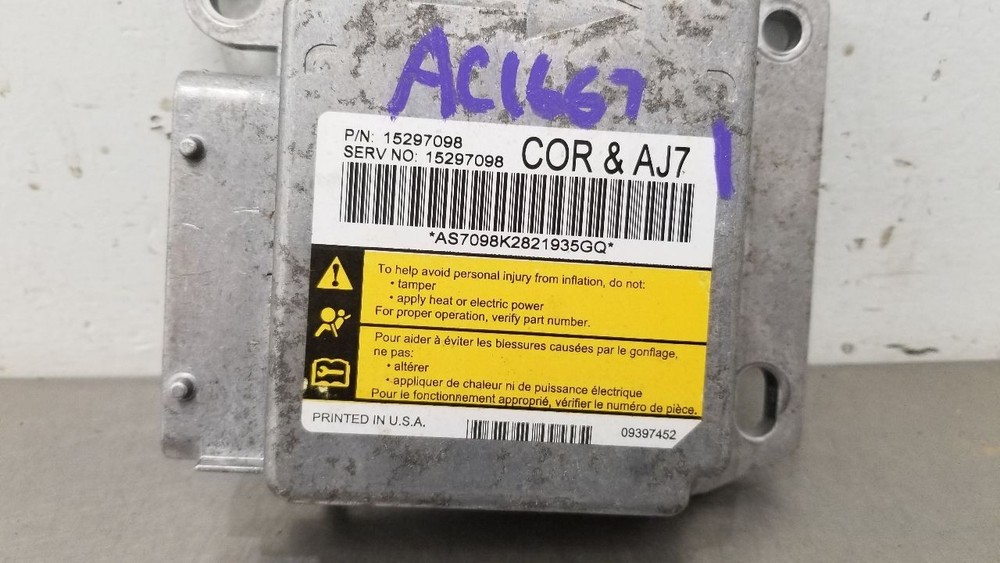 AC1667
P/N: 15297098
SERV NO: 15297098 COR & AJ7
*AS7098K2821935GQ*
To help avoid personal injury from inflation, do not:
• tamper
• apply heat or electric power
For proper operation, verify part number.
Pour aider à éviter les blessures causées par le gonflage,
ne pas:
• altérer
• appliquer de chaleur ni de puissance électrique
Pour le fonctionnement approprié, vérifier le numéro de pièce.
PRINTED IN U.S.A.
09397452